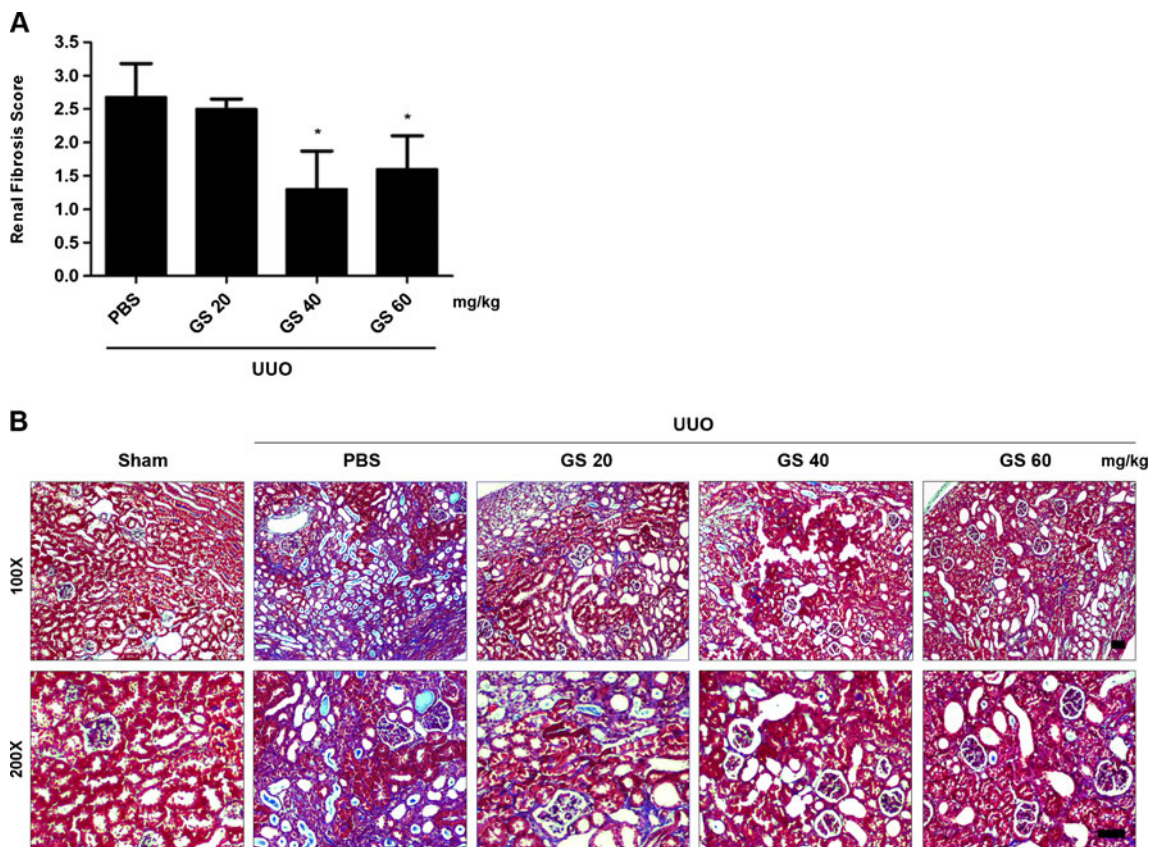 A
Renal Fibrosis Score
3.5
3.0
2.5
2.0
1.5
1.0
0.5
0.0
*
*
PBS
GS 20
GS 40
GS 60
mg/kg
UUO
B
UUO
Sham
PBS
GS 20
GS 40
GS 60
mg/kg
100X
200X